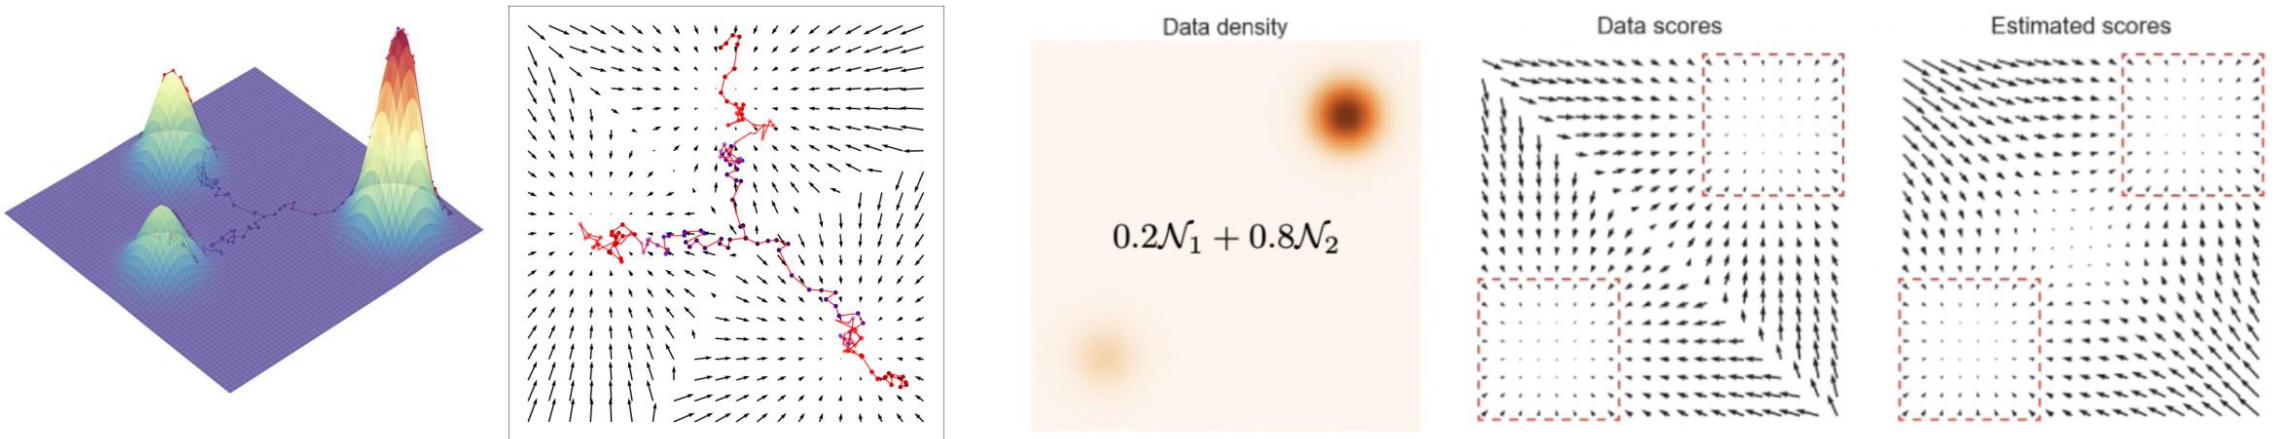 Data density
0.2𝒩₁ + 0.8𝒩₂
Data scores
Estimated scores